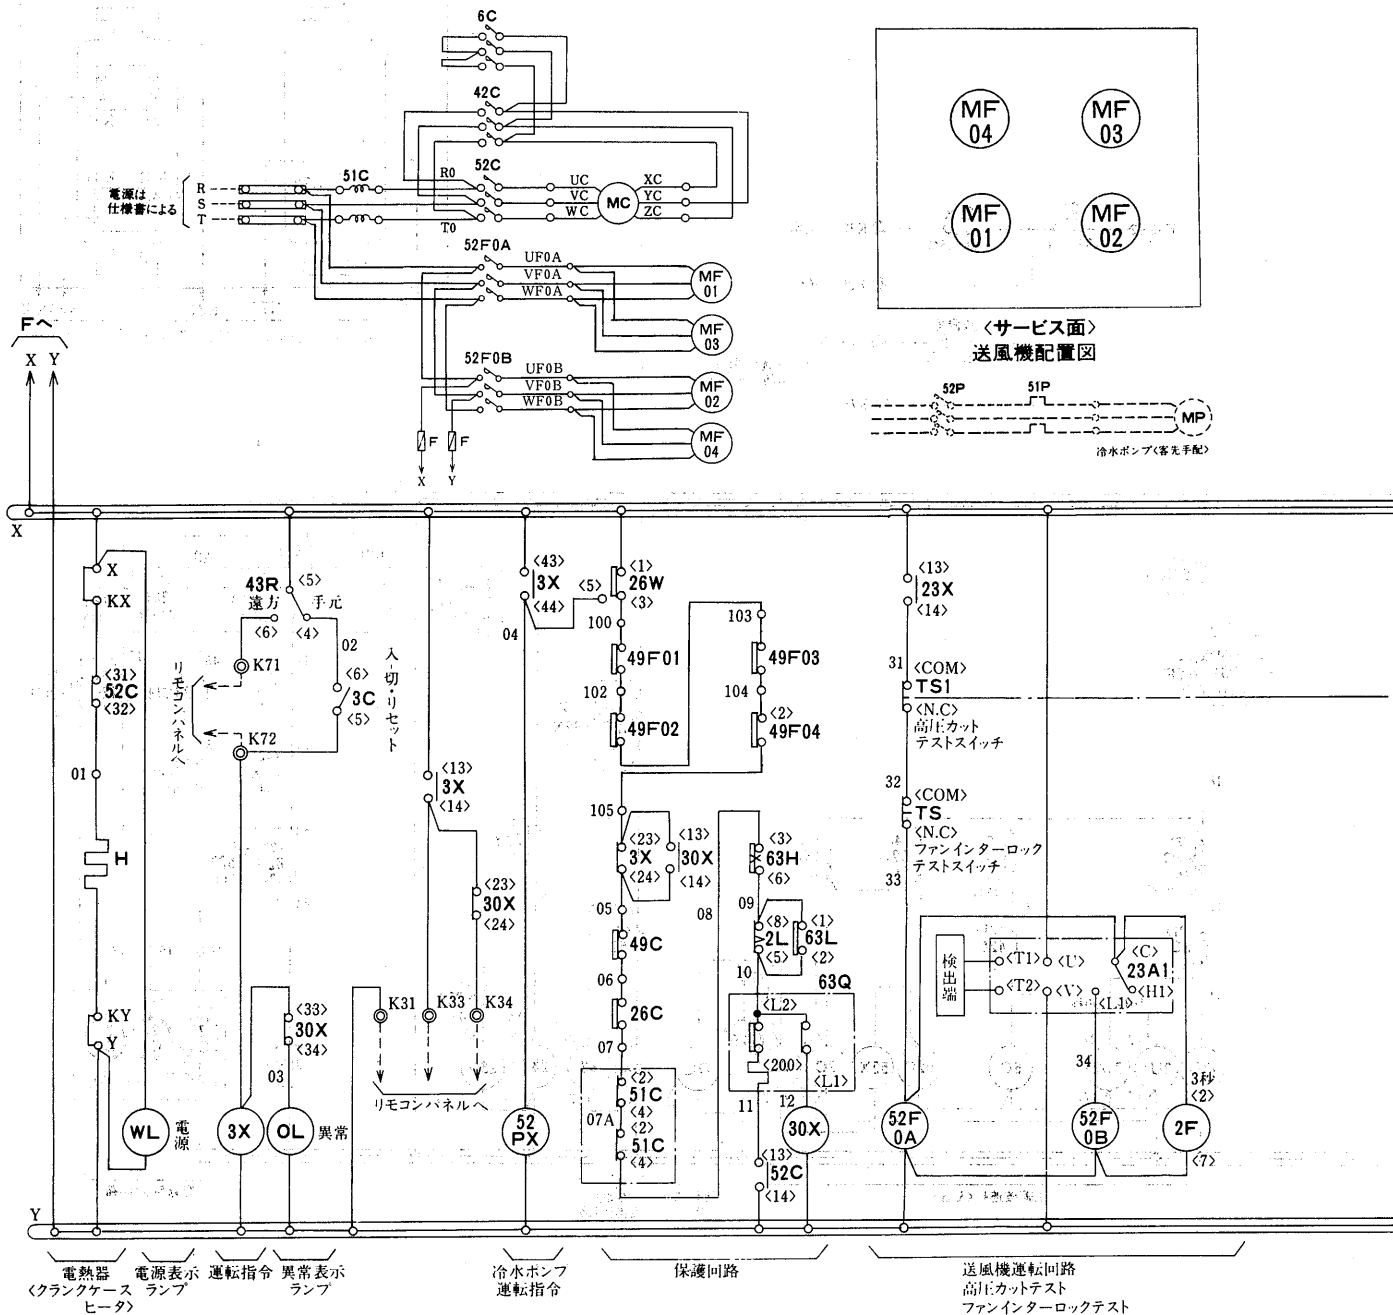 6C
42C
電源は
仕様書による
R
S
T
51C
R0
T0
52C
UC
VC
WC
MC
XC
YC
ZC
52F0A
UF0A
VF0A
WF0A
MF
01
MF
03
52F0B
UF0B
VF0B
WF0B
MF
02
MF
04
F
F
X
Y
MF
04
MF
03
MF
01
MF
02
〈サービス面〉
送風機配置図
52P
51P
MP
冷水ポンプ〈客先手配〉
Fへ
X Y
X
X
KX
〈31〉
52C
〈32〉
01
H
KY
Y
WL
電源
43R
〈5〉
遠方
手元
〈6〉
〈4〉
02
K71
リモコンパネルへ
K72
〈6〉
3C
〈5〉
入-切・リセット
〈33〉
30X
〈34〉
03
3X
OL
異常
〈13〉
3X
〈14〉
〈23〉
30X
〈24〉
K31
K33
K34
リモコンパネルへ
〈43〉
3X
〈44〉
04
52
PX
〈5〉
〈1〉
26W
〈3〉
100
49F01
102
49F02
103
49F03
104
〈2〉
49F04
105
〈23〉
3X
〈24〉
〈13〉
30X
〈14〉
05
49C
06
26C
07
〈2〉
51C
〈4〉
07A
〈2〉
51C
〈4〉
08
〈3〉
63H
〈6〉
09
〈8〉
2L
〈5〉
〈1〉
63L
〈2〉
10
63Q
〈L2〉
〈200〉
〈L1〉
11
12
30X
〈13〉
52C
〈14〉
〈13〉
23X
〈14〉
31
〈COM〉
TS1
〈N.C〉
高圧カット
テストスイッチ
32
〈COM〉
TS
〈N.C〉
ファンインターロック
テストスイッチ
33
検出端
〈T1〉
〈T2〉
〈U〉
〈V〉
〈C〉
23A1
〈H1〉
〈L1〉
34
52F
0A
52F
0B
3秒
〈2〉
2F
〈7〉
Y
電熱器
〈クランクケース
ヒータ〉
電源表示
ランプ
運転指令
異常表示
ランプ
冷水ポンプ
運転指令
保護回路
送風機運転回路
高圧カットテスト
ファンインターロックテスト